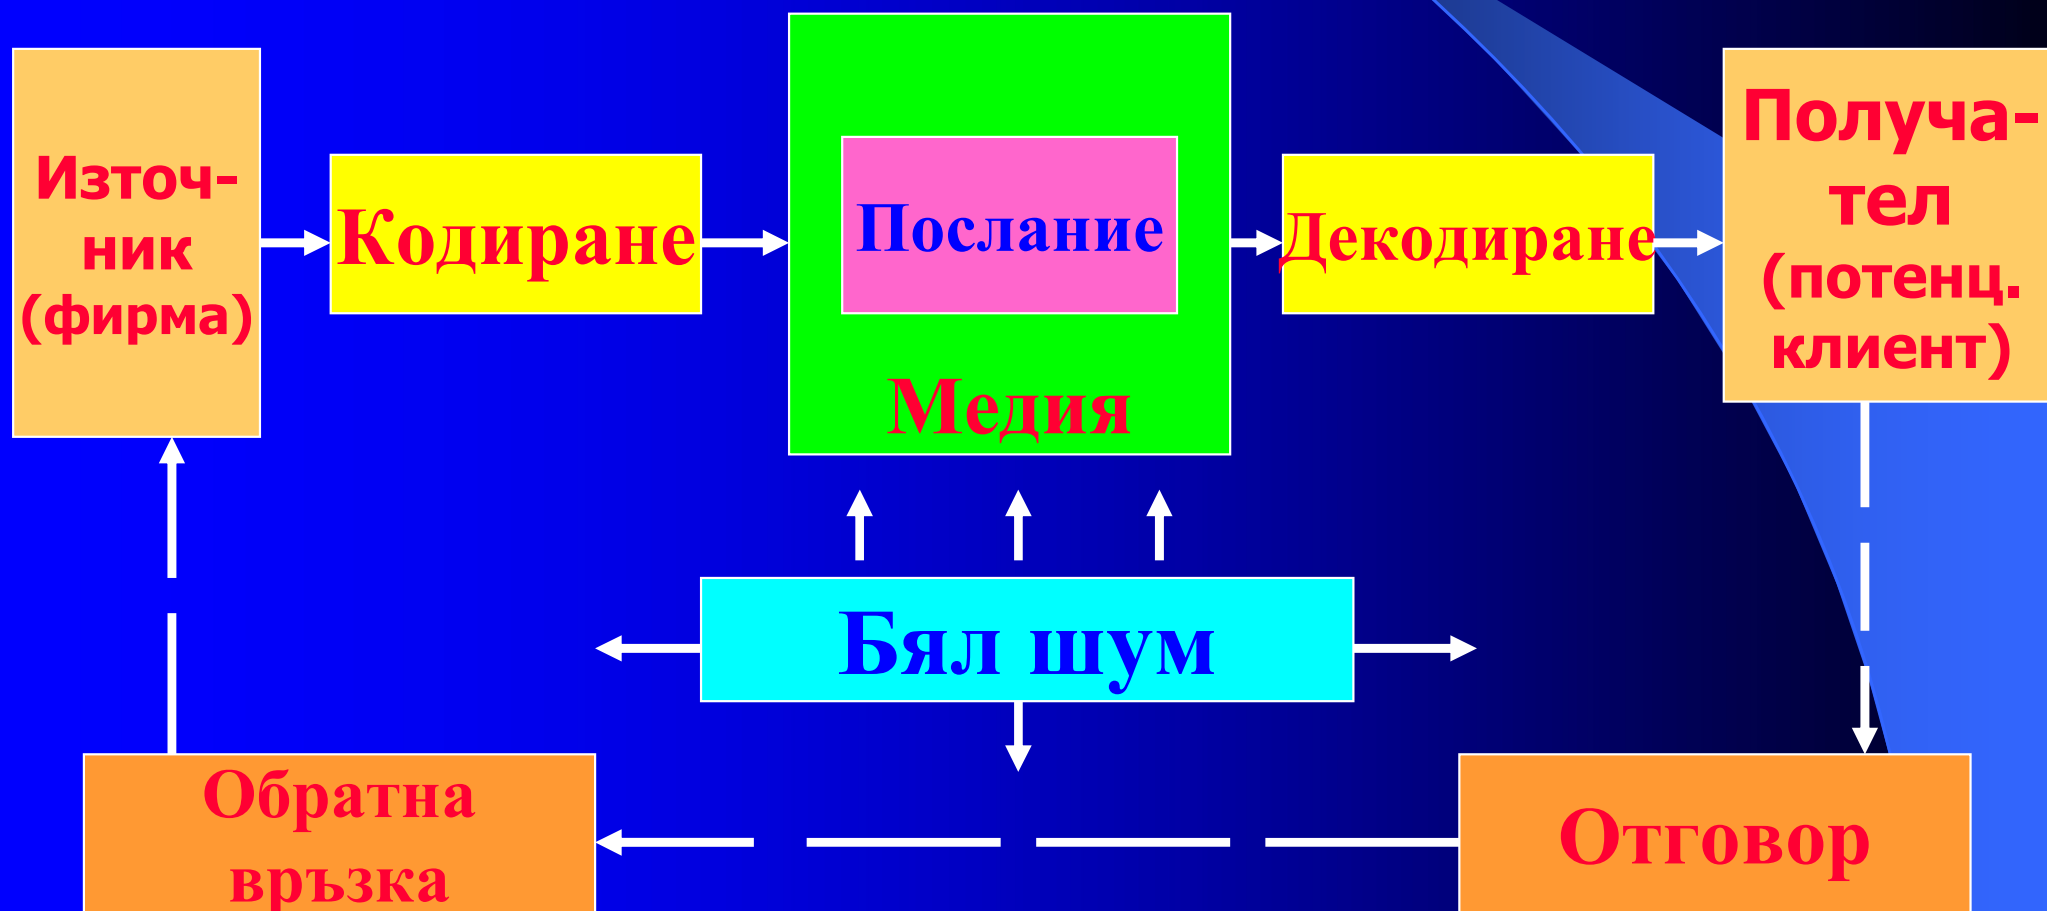 Източ-
ник
(фирма)
Кодиране
Послание
Медия
Декодиране
Получа-
тел
(потенц.
клиент)
Бял шум
Обратна
връзка
Отговор